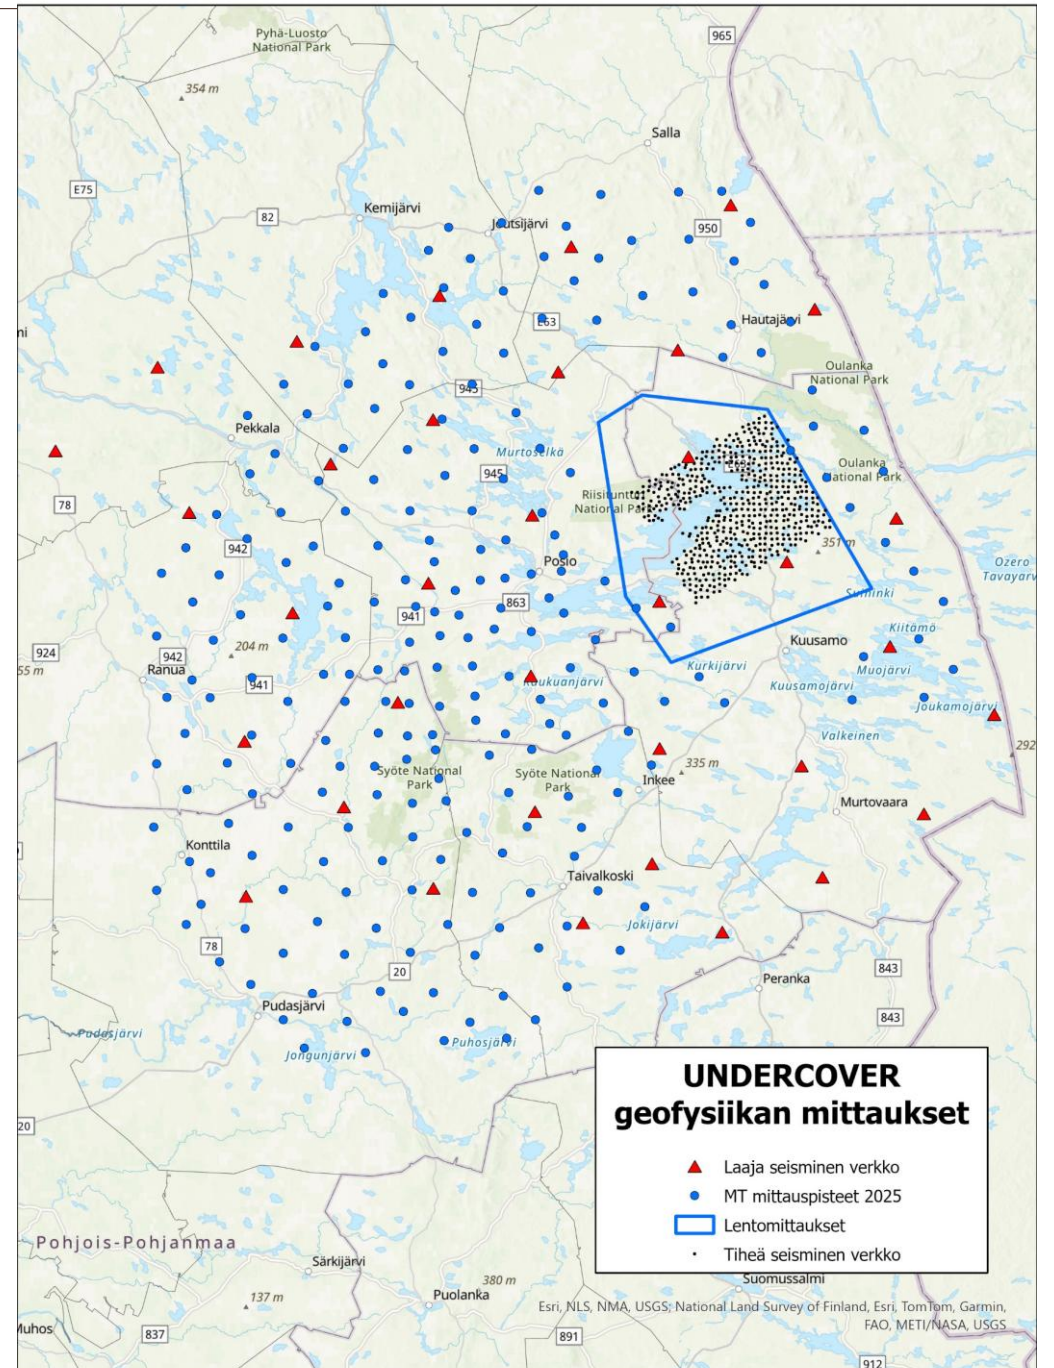 Pyhä-Luosto
National Park
965
354 m
Salla
E75
82
Kemijärvi
Joutsijärvi
950
E63
Hautajärvi
Oulanka
National Park
945
Pekkala
Murtoselkä
945
Oulanka
National Park
Riisitunturi
National Park
78
942
351 m
Ozero
Tavajärv
Posio
863
941
Suininki
Kiitämö
Kuusamo
924
942
204 m
55 m
Ranua
941
Kurkijärvi
Muojärvi
Kuusamojärvi
Joukamojärvi
Valkeinen
292
335 m
Syöte National
Park
Syöte National
Park
Inkee
Murtovaara
Konttila
Taivalkoski
Jokijärvi
78
20
Peranka
843
843
Pudasjärvi
Pudasjärvi
Jongunjärvi
Puhosjärvi
UNDERCOVER
geofysiikan mittaukset
Laaja seisminen verkko
MT mittauspisteet 2025
Lentomittaukset
Tiheä seisminen verkko
20
Pohjois-Pohjanmaa
Särkijärvi
380 m
Suomussalmi
137 m
Puolanka
Esri, NLS, NMA, USGS; National Land Survey of Finland, Esri, TomTom, Garmin,
FAO, METI/NASA, USGS
Muhos
837
891
912